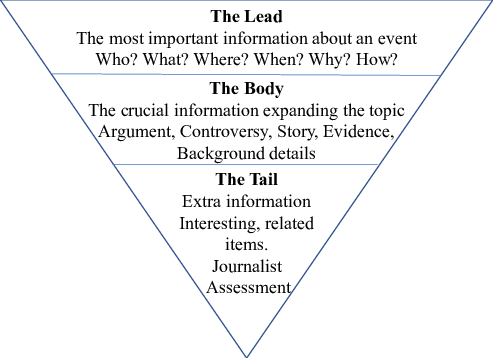 The Lead
The most important information about an event
Who? What? Where? When? Why? How?
The Body
The crucial information expanding the topic
Argument, Controversy, Story, Evidence,
Background details
The Tail
Extra information
Interesting, related
items.
Journalist
Assessment